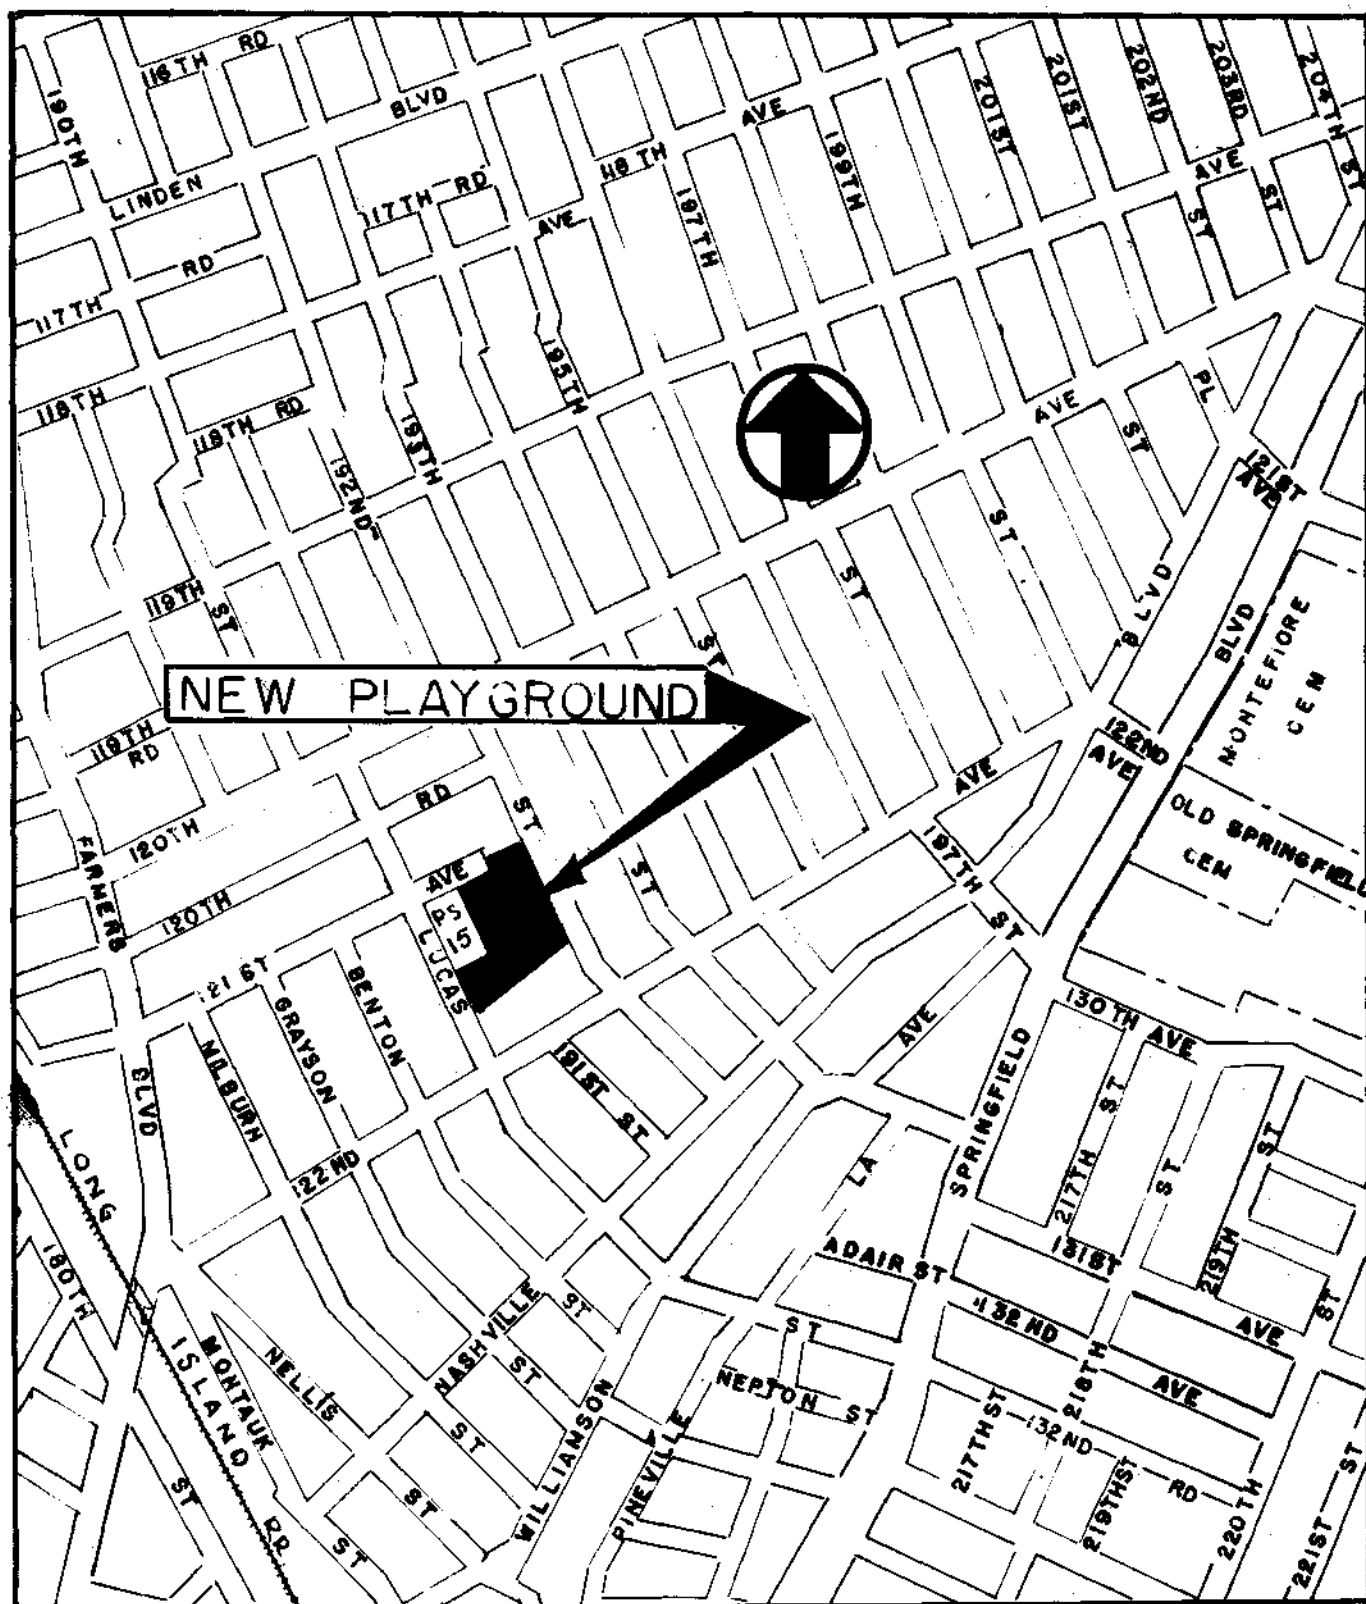 116TH RD
190TH
BLVD
LINDEN
117TH RD
117TH RD
118TH
AVE
AVE
197TH
199TH
201ST
201ST
202ND
203RD
204TH
ST
AVE
ST
ST
118TH
118TH RD
192ND
195TH
AVE
PL
ST
121ST
AVE
119TH
ST
ST
ST
ST
BLVD
BLVD
MONTEFIORE
CEM
NEW PLAYGROUND
119TH
RD
122ND
AVE
AVE
RD
ST
120TH
FARMERS
120TH
OLD SPRINGFIELD
CEM
197TH
ST
AVE
PS
15
LUCAS
ST
121 ST
BENTON
GRAYSON
MILBURN
191ST ST
AVE
130TH AVE
BLVD
LONG
122ND
SPRINGFIELD
217TH ST
ST
ST
LA
180TH
ADAIR ST
131ST
219TH
ST
AVE
132ND
AVE
218TH
NASHVILLE
ST
ST
ST
NEPTON ST
MONTAUK
ISLAND
NELLIS
ST
ST
ST
ST
RR
WILLIAMSON
PINEVILLE
217TH ST
132ND
RD
219TH ST
220TH
221ST
ST